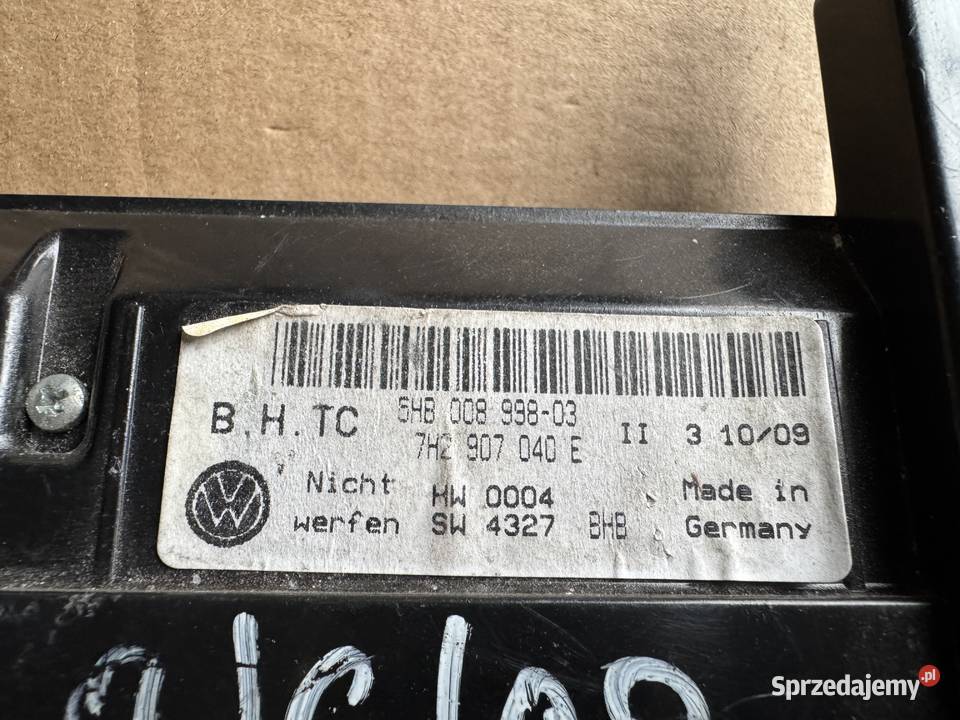 B.H.TC 5HB 008 998-03
7H2 907 040 E II 3 10/09
Nicht HW 0004 Made in
werfen SW 4327 BHB Germany
Sprzedajemy.pl